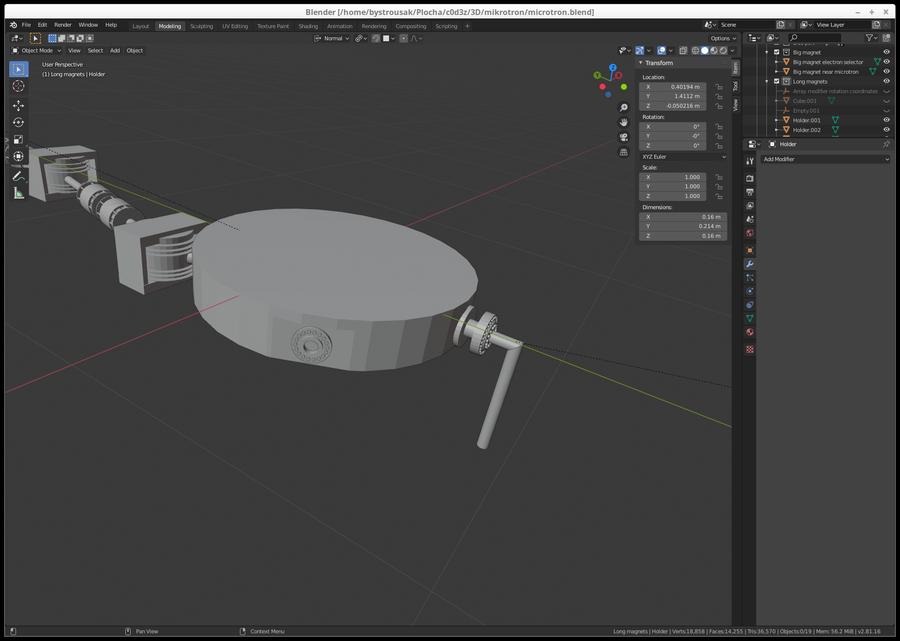 Blender [/home/bystrousak/Plocha/c0d3z/3D/mikrotron/microtron.blend]
File Edit Render Window Help Layout Modeling Sculpting UV Editing Texture Paint Shading Animation Rendering Compositing Scripting + Scene View Layer
Normal Options
Object Mode View Select Add Object
User Perspective
(1) Long magnets | Holder
Transform
Location:
X 0.40194 m
Y 1.4112 m
Z -0.050216 m
Rotation:
X 0°
Y -0°
Z 0°
XYZ Euler
Scale:
X 1.000
Y 1.000
Z 1.000
Dimensions:
X 0.16 m
Y 0.214 m
Z 0.16 m
Item
Tool
View
Z
Y
X
Big magnet
Big magnet electron selector
Big magnet near microtron
Long magnets
Array modifier rotation coordinates
Cube.001
Empty.001
Holder.001
Holder.002
Holder
Add Modifier
Pan View Context Menu Long magnets | Holder | Verts:18,858 | Faces:14,255 | Tris:36,570 | Objects:0/19 | Mem: 56.2 MiB | v2.81.16